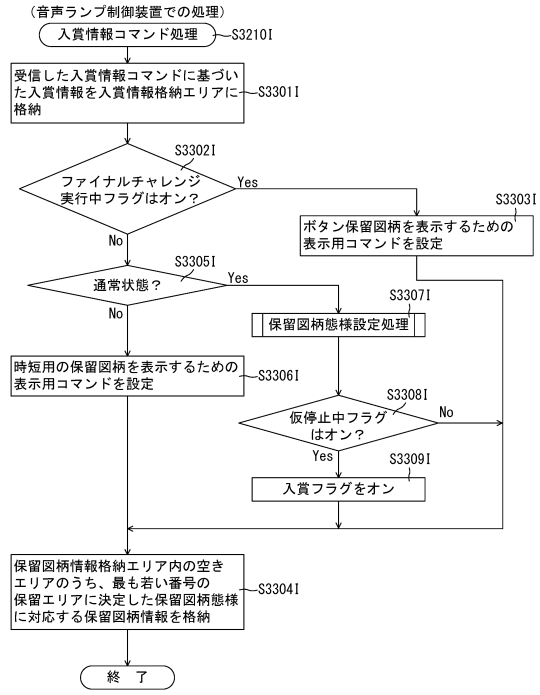 （音声ランプ制御装置での処理）
入賞情報コマンド処理
S3210I
受信した入賞情報コマンドに基づい
た入賞情報を入賞情報格納エリアに
格納
S3301I
S3302I
ファイナルチャレンジ
実行中フラグはオン？
Yes
No
S3303I
ボタン保留図柄を表示するための
表示用コマンドを設定
S3305I
通常状態？
Yes
No
S3307I
保留図柄態様設定処理
時短用の保留図柄を表示するための
表示用コマンドを設定
S3306I
S3308I
仮停止中フラグ
はオン？
No
Yes
S3309I
入賞フラグをオン
保留図柄情報格納エリア内の空き
エリアのうち、最も若い番号の
保留エリアに決定した保留図柄態様
に対応する保留図柄情報を格納
S3304I
終 了